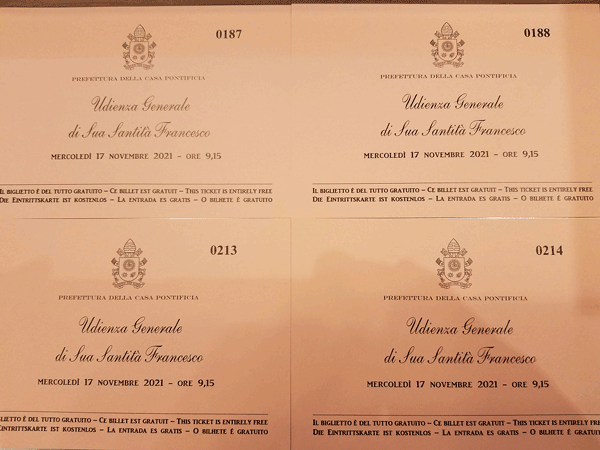 0187
PREFETTURA DELLA CASA PONTIFICIA
Udienza Generale
di Sua Santità Francesco
MERCOLEDÌ 17 NOVEMBRE 2021 – ORE 9,15
IL BIGLIETTO È DEL TUTTO GRATUITO – CE BILLET EST GRATUIT – THIS TICKET IS ENTIRELY FREE
DIE EINTRITTSKARTE IST KOSTENLOS – LA ENTRADA ES GRATIS – O BILHETE É GRATUITO
0188
PREFETTURA DELLA CASA PONTIFICIA
Udienza Generale
di Sua Santità Francesco
MERCOLEDÌ 17 NOVEMBRE 2021 – ORE 9,15
IL BIGLIETTO È DEL TUTTO GRATUITO – CE BILLET EST GRATUIT – THIS TICKET IS ENTIRELY FREE
DIE EINTRITTSKARTE IST KOSTENLOS – LA ENTRADA ES GRATIS – O BILHETE É GRATUITO
0213
PREFETTURA DELLA CASA PONTIFICIA
Udienza Generale
di Sua Santità Francesco
MERCOLEDÌ 17 NOVEMBRE 2021 – ORE 9,15
BIGLIETTO È DEL TUTTO GRATUITO – CE BILLET EST GRATUIT – THIS TICKET IS ENTIRELY FREE
EINTRITTSKARTE IST KOSTENLOS – LA ENTRADA ES GRATIS – O BILHETE É GRATUITO
0214
PREFETTURA DELLA CASA PONTIFICIA
Udienza Generale
di Sua Santità Francesco
MERCOLEDÌ 17 NOVEMBRE 2021 – ORE 9,15
IL BIGLIETTO È DEL TUTTO GRATUITO – CE BILLET EST GRATUIT – THIS TICKET IS ENTIRELY FREE
DIE EINTRITTSKARTE IST KOSTENLOS – LA ENTRADA ES GRATIS – O BILHETE É GRATUITO